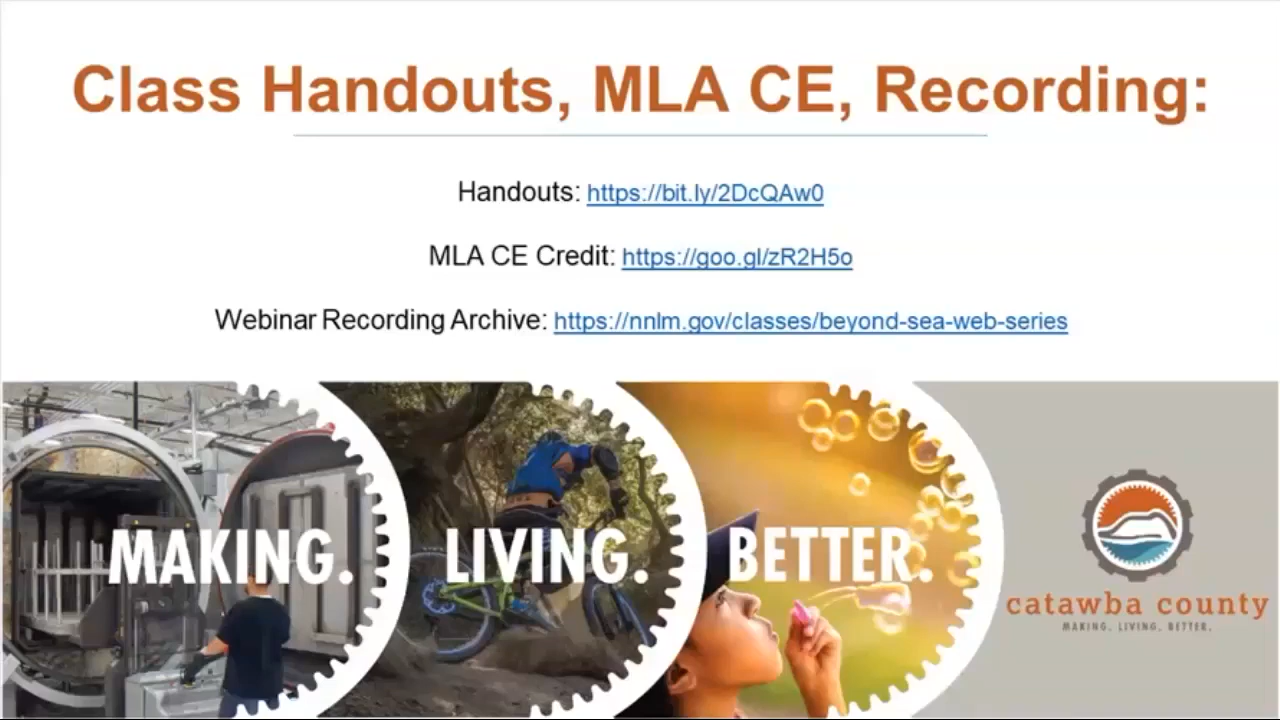 Class Handouts, MLA CE, Recording:
Handouts: https://bit.ly/2DcQAw0
MLA CE Credit: https://goo.gl/zR2H5o
Webinar Recording Archive: https://nnlm.gov/classes/beyond-sea-web-series
MAKING. LIVING. BETTER.
catawba county
MAKING. LIVING. BETTER.